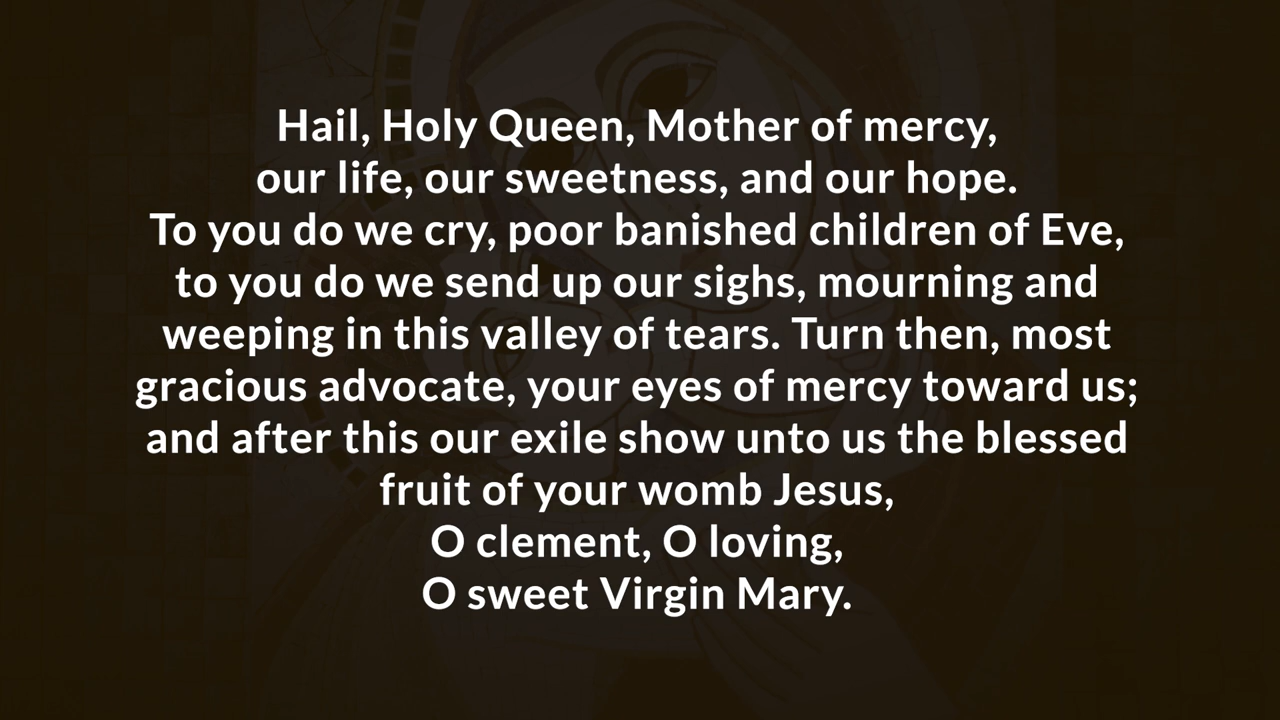 Hail, Holy Queen, Mother of mercy,
our life, our sweetness, and our hope.
To you do we cry, poor banished children of Eve,
to you do we send up our sighs, mourning and
weeping in this valley of tears. Turn then, most
gracious advocate, your eyes of mercy toward us;
and after this our exile show unto us the blessed
fruit of your womb Jesus,
O clement, O loving,
O sweet Virgin Mary.